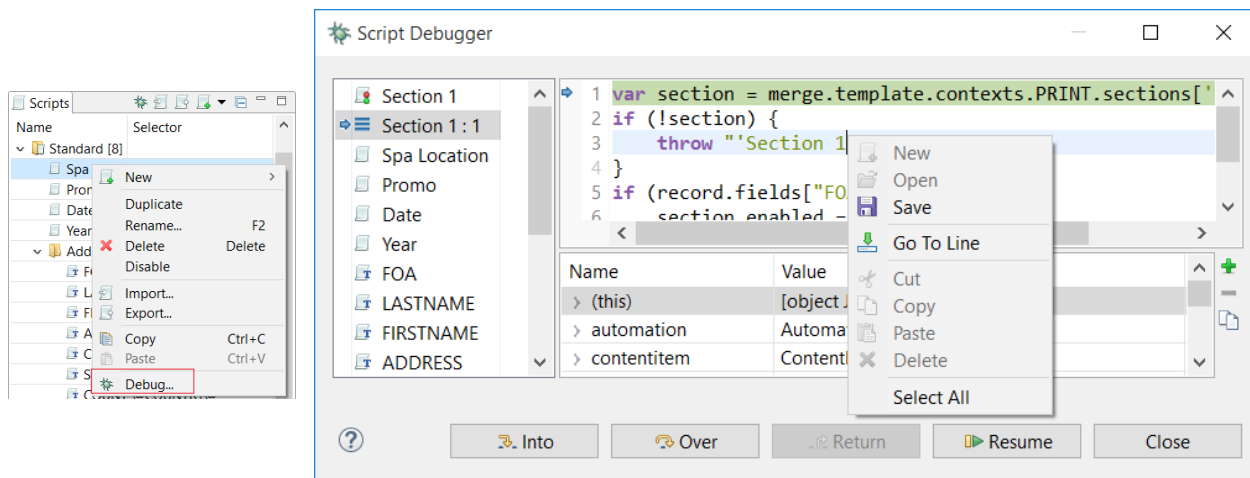 Scripts
Name Selector
Standard [8]
Spa
Date
Year
New
Duplicate
Rename... F2
Delete Delete
Disable
Import...
Export...
Copy Ctrl+C
Paste Ctrl+V
Debug...
Script Debugger
Section 1
Section 1 : 1
Spa Location
Promo
Date
Year
FOA
LASTNAME
FIRSTNAME
ADDRESS
1 var section = merge.template.contexts.PRINT.sections['
2 if (!section) {
3 throw "'Section 1
4 }
5 if (record.fields["FO
6 section.enabled =
Name Value
(this) [object
automation Automa
contentitem Content
New
Open
Save
Go To Line
Cut
Copy
Paste
Delete
Select All
Into
Over
Return
Resume
Close